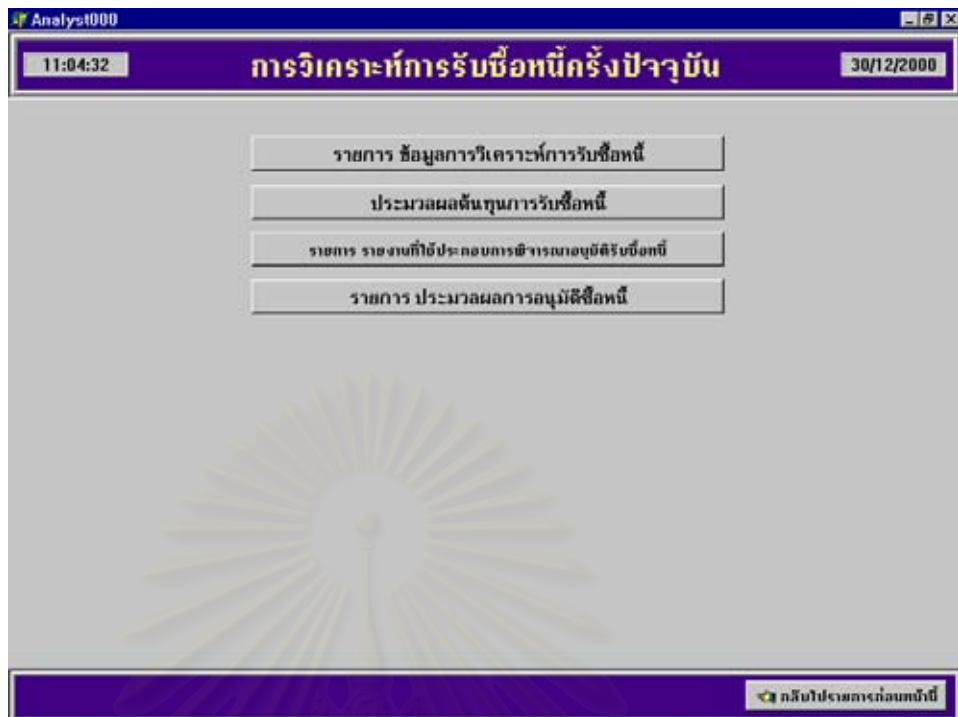 Analyst000
11:04:32
การวิเคราะห์การรับซื้อหนี้ครั้งปัจจุบัน
30/12/2000
รายการ ข้อมูลการวิเคราะห์การรับซื้อหนี้
ประมวลผลต้นทุนการรับซื้อหนี้
รายการ รายงานที่ใช้ประกอบการพิจารณาอนุมัติรับซื้อหนี้
รายการ ประมวลผลการอนุมัติซื้อหนี้
กลับไปรายการก่อนหน้านี้